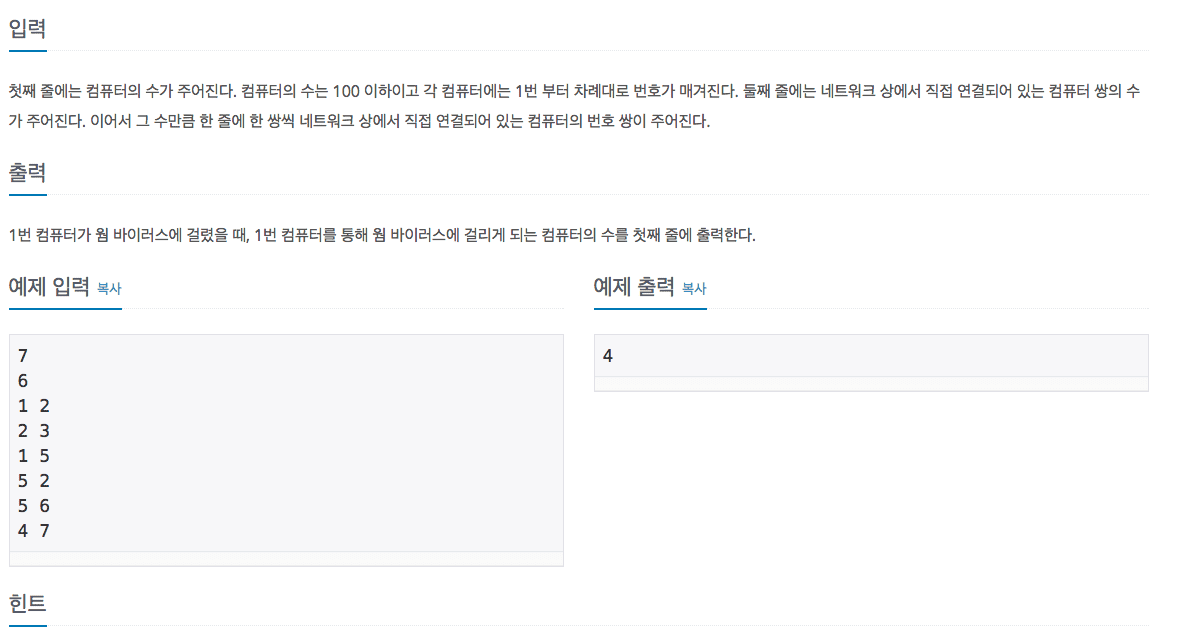 입력
첫째 줄에는 컴퓨터의 수가 주어진다. 컴퓨터의 수는 100 이하이고 각 컴퓨터에는 1번 부터 차례대로 번호가 매겨진다. 둘째 줄에는 네트워크 상에서 직접 연결되어 있는 컴퓨터 쌍의 수
가 주어진다. 이어서 그 수만큼 한 줄에 한 쌍씩 네트워크 상에서 직접 연결되어 있는 컴퓨터의 번호 쌍이 주어진다.
출력
1번 컴퓨터가 웜 바이러스에 걸렸을 때, 1번 컴퓨터를 통해 웜 바이러스에 걸리게 되는 컴퓨터의 수를 첫째 줄에 출력한다.
예제 입력 복사
7
6
1 2
2 3
1 5
5 2
5 6
4 7
예제 출력 복사
4
힌트